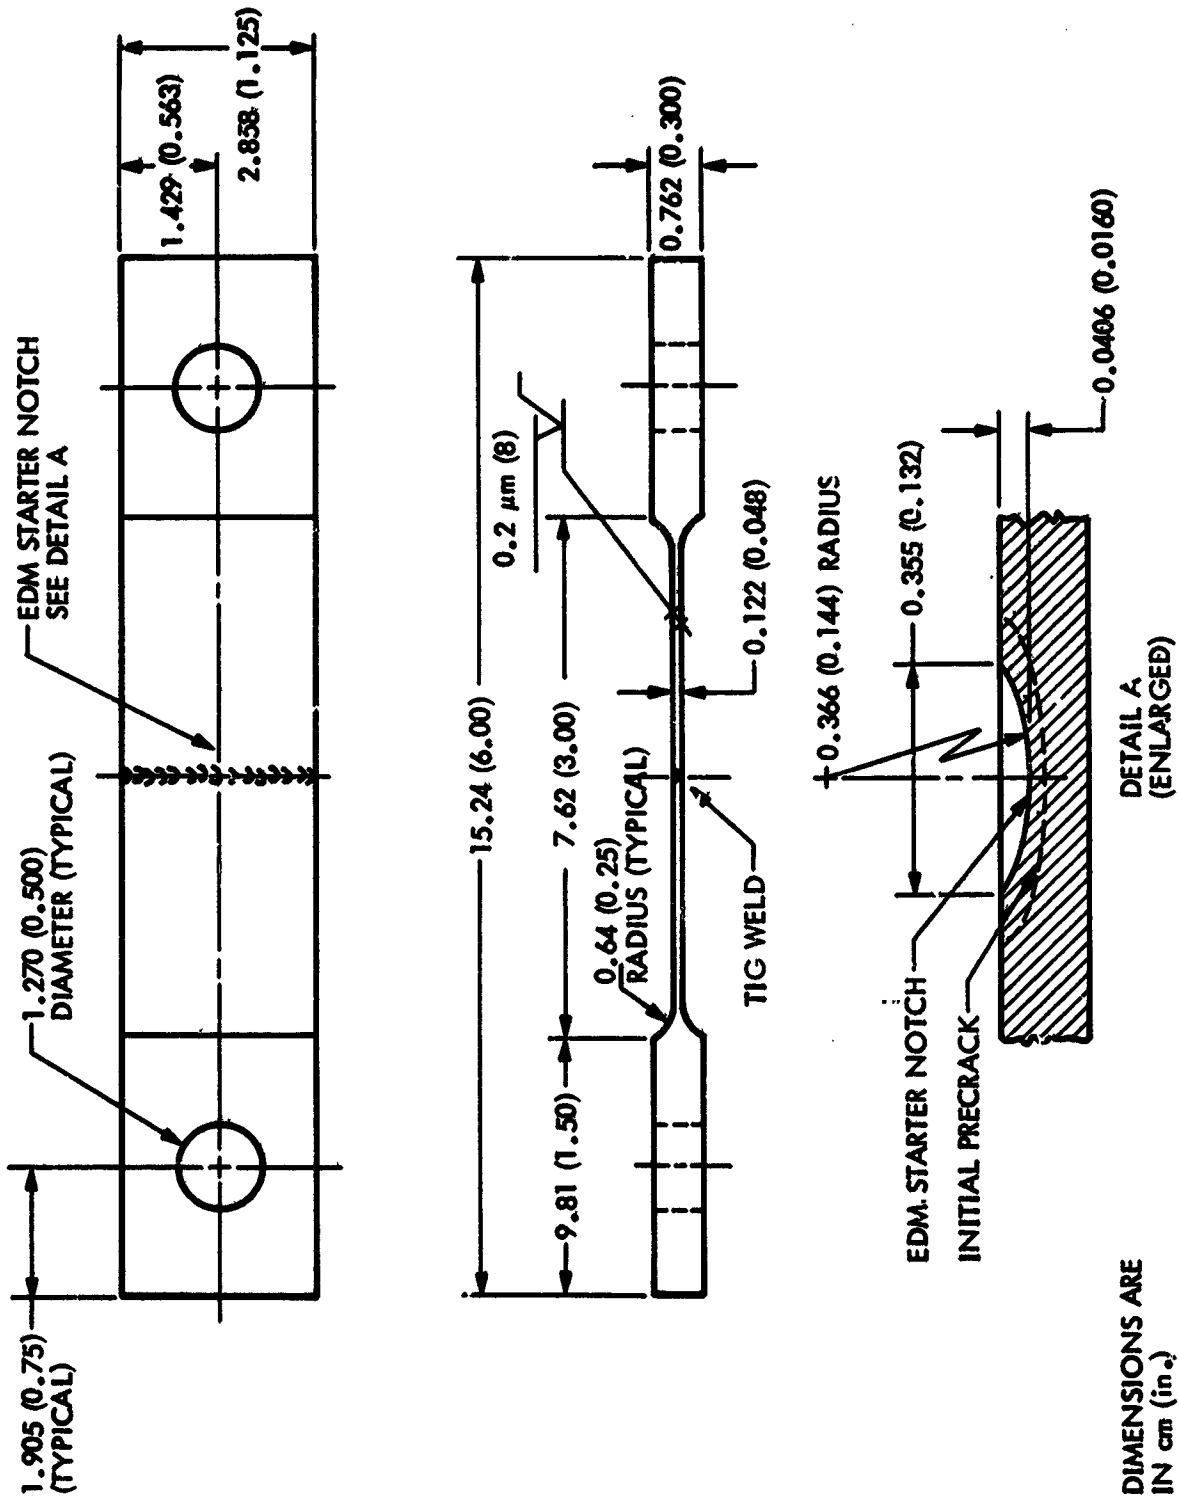 1.905 (0.75)
(TYPICAL)
1.270 (0.500)
DIAMETER (TYPICAL)
EDM STARTER NOTCH
SEE DETAIL A
1.429 (0.563)
2.858 (1.125)
15.24 (6.00)
9.81 (1.50)
7.62 (3.00)
0.64 (0.25)
RADIUS (TYPICAL)
0.2 µm (8)
0.762 (0.300)
TIG WELD
0.122 (0.048)
0.366 (0.144) RADIUS
0.355 (0.132)
0.0406 (0.0160)
EDM STARTER NOTCH
INITIAL PRECRACK
DETAIL A
(ENLARGED)
DIMENSIONS ARE
IN cm (in.)